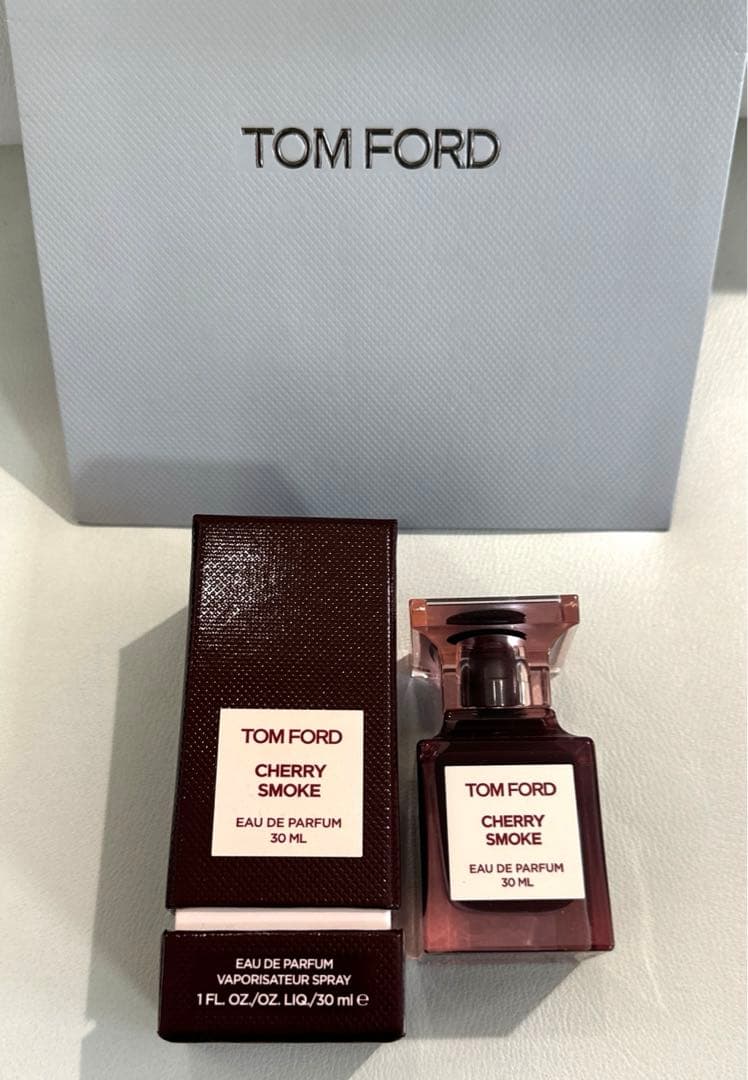 TOM FORD
TOM FORD
CHERRY
SMOKE
EAU DE PARFUM
30 ML
EAU DE PARFUM
VAPORISATEUR SPRAY
1 FL. OZ./OZ. LIQ./30 ml ℮
TOM FORD
CHERRY
SMOKE
EAU DE PARFUM
30 ML